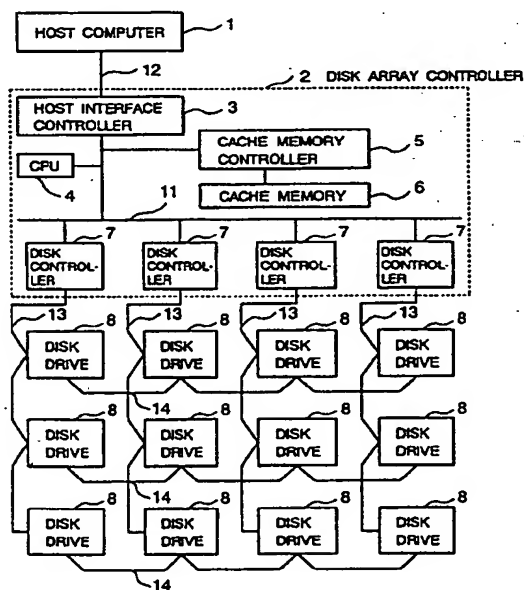 HOST COMPUTER
1
12
2 DISK ARRAY CONTROLLER
HOST INTERFACE
CONTROLLER
3
CACHE MEMORY
CONTROLLER
5
CPU
4
CACHE MEMORY
6
11
7
7
7
7
DISK
CONTROL-
LER
DISK
CONTROL-
LER
DISK
CONTROL-
LER
DISK
CONTROL-
LER
13
8
13
8
13
8
13
8
DISK
DRIVE
DISK
DRIVE
DISK
DRIVE
DISK
DRIVE
14
8
8
8
8
DISK
DRIVE
DISK
DRIVE
DISK
DRIVE
DISK
DRIVE
14
8
8
8
8
DISK
DRIVE
DISK
DRIVE
DISK
DRIVE
DISK
DRIVE
14